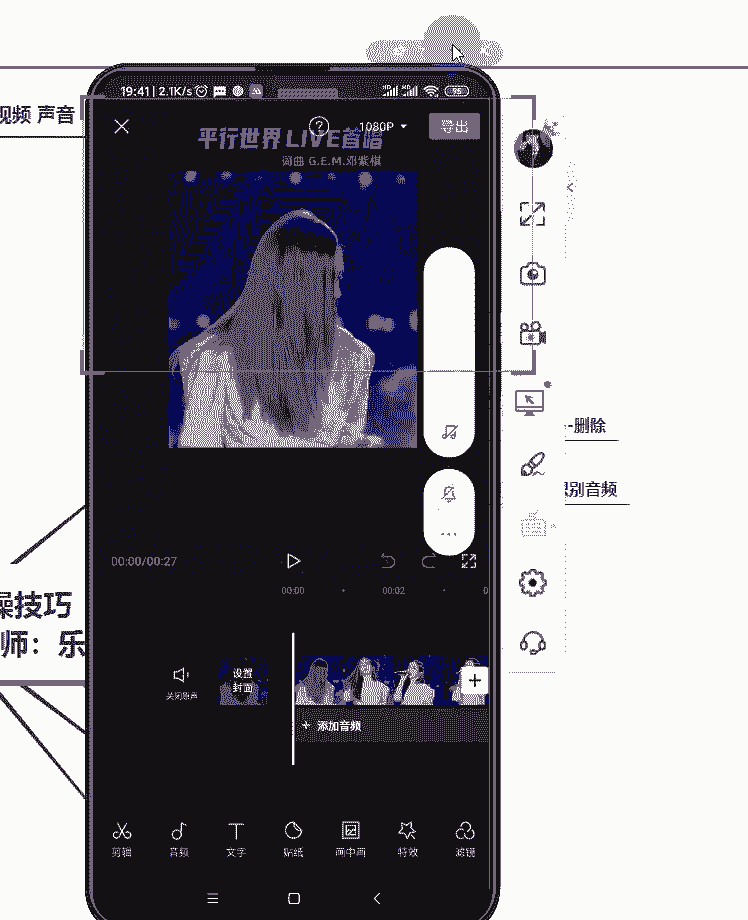 视频 声音
19:41 | 2.1K/s
95
1080P
导出
平行世界 LIVE首唱
词曲 G.E.M.邓紫棋
删除
识别音频
00:00/00:27
00:00
00:02
0
操技巧
师：乐
关闭原声
设置
封面
+ 添加音频
剪辑
音频
文字
贴纸
画中画
特效
滤镜